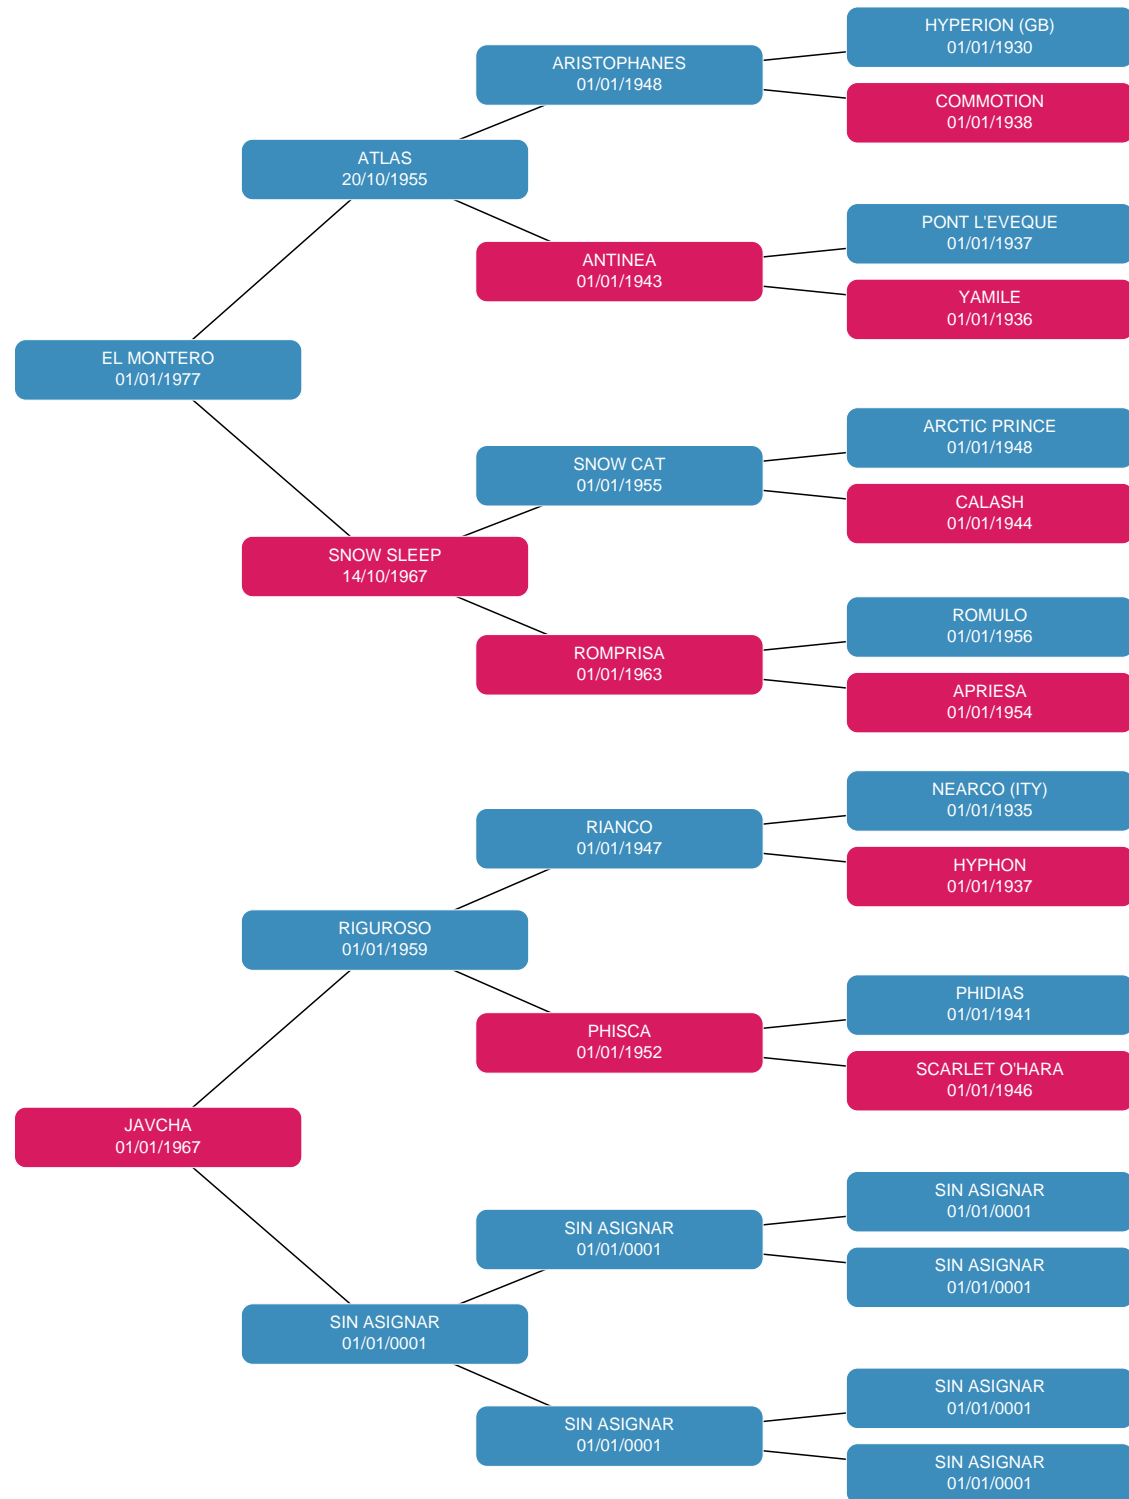 HYPERION (GB)
01/01/1930
ARISTOPHANES
01/01/1948
COMMOTION
01/01/1938
ATLAS
20/10/1955
PONT L'EVEQUE
01/01/1937
ANTINEA
01/01/1943
YAMILE
01/01/1936
EL MONTERO
01/01/1977
ARCTIC PRINCE
01/01/1948
SNOW CAT
01/01/1955
CALASH
01/01/1944
SNOW SLEEP
14/10/1967
ROMULO
01/01/1956
ROMPRISA
01/01/1963
APRIESA
01/01/1954
NEARCO (ITY)
01/01/1935
RIANCO
01/01/1947
HYPHON
01/01/1937
RIGUROSO
01/01/1959
PHIDIAS
01/01/1941
PHISCA
01/01/1952
SCARLET O'HARA
01/01/1946
JAVCHA
01/01/1967
SIN ASIGNAR
01/01/0001
SIN ASIGNAR
01/01/0001
SIN ASIGNAR
01/01/0001
SIN ASIGNAR
01/01/0001
SIN ASIGNAR
01/01/0001
SIN ASIGNAR
01/01/0001
SIN ASIGNAR
01/01/0001